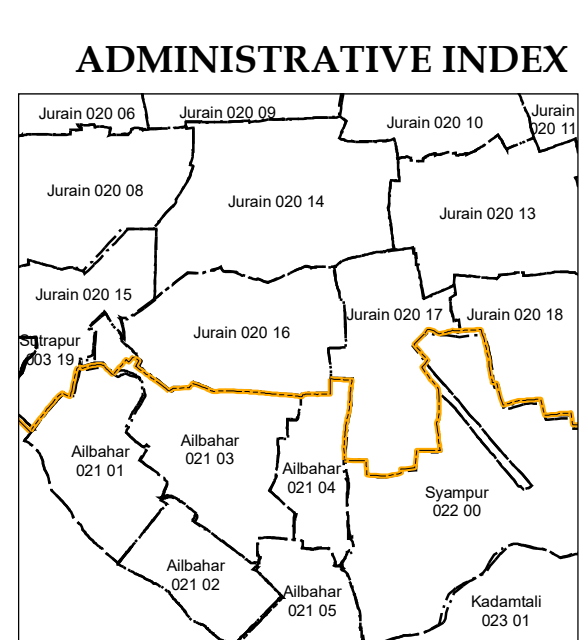 ADMINISTRATIVE INDEX
Jurain 020 06
Jurain 020 09
Jurain 020 10
Jurain
020 11
Jurain 020 08
Jurain 020 14
Jurain 020 13
Jurain 020 15
Jurain 020 16
Jurain 020 17
Jurain 020 18
Sutrapur
003 19
Ailbahar
021 01
Ailbahar
021 03
Ailbahar
021 04
Syampur
022 00
Ailbahar
021 02
Ailbahar
021 05
Kadamtali
023 01